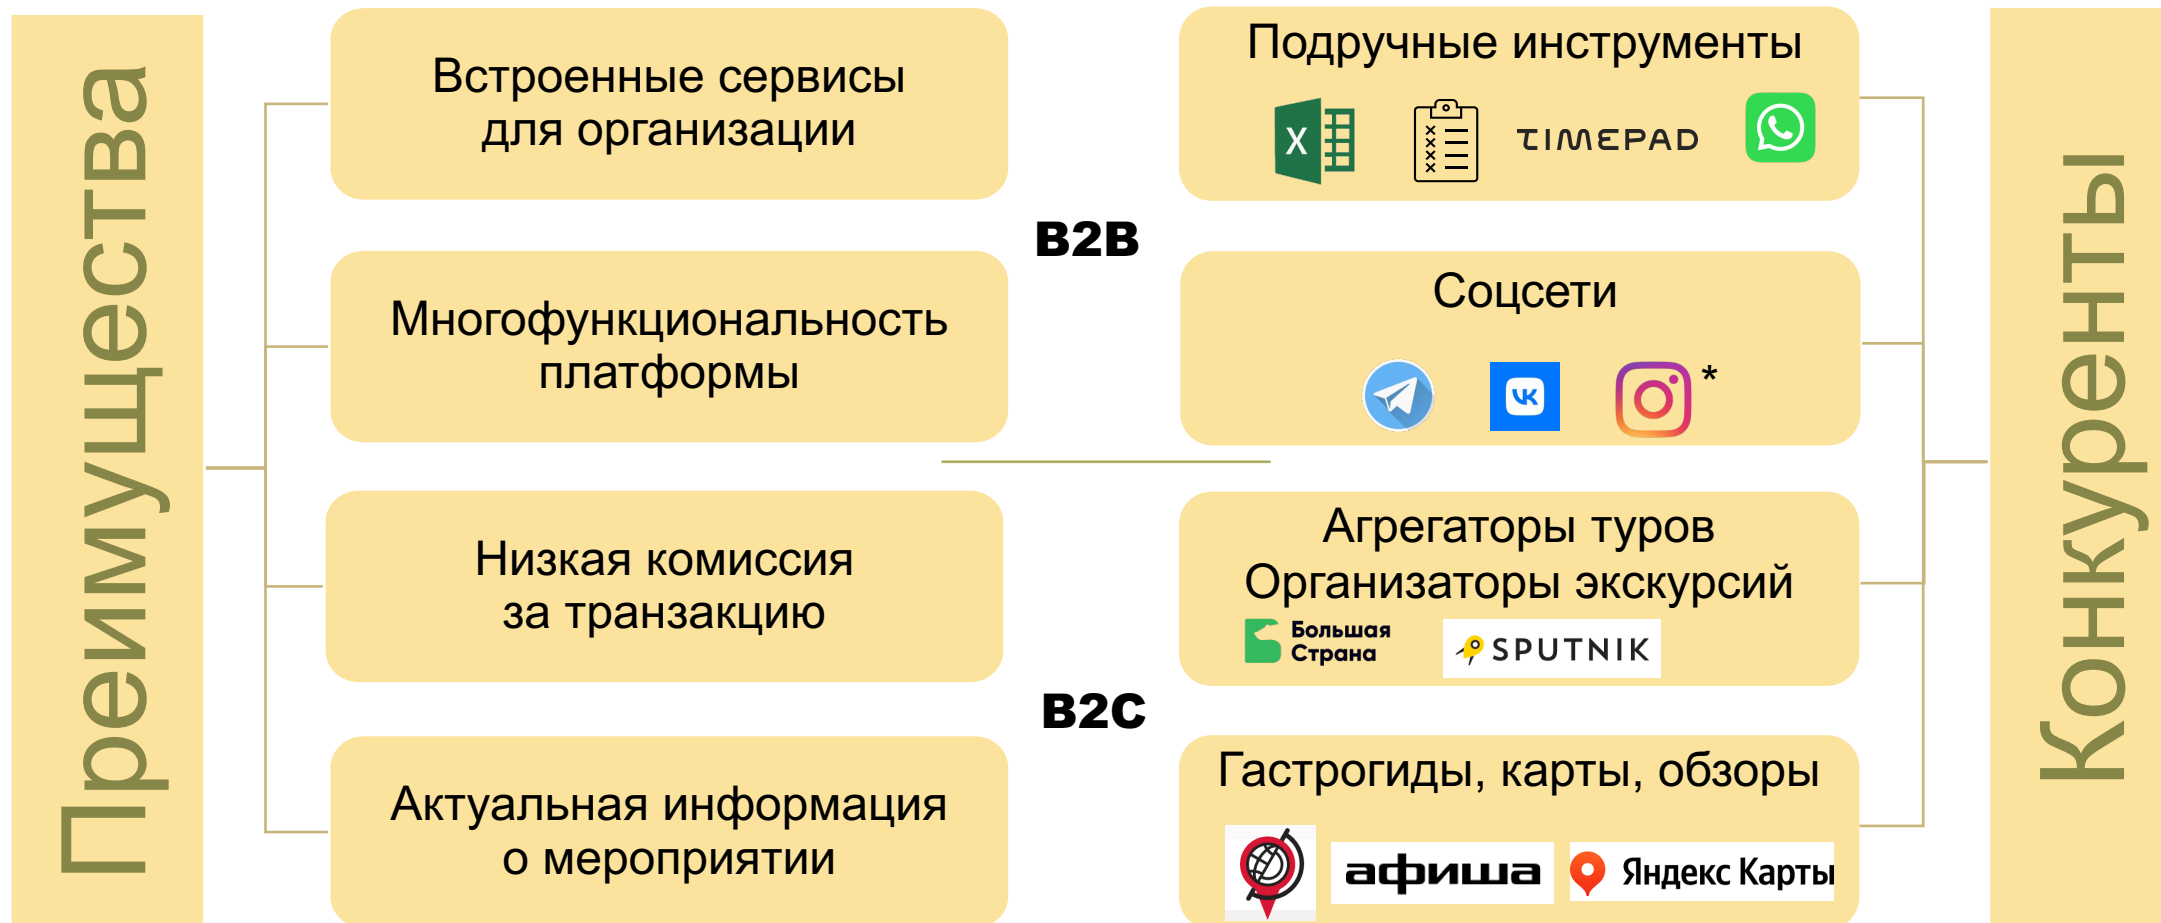 Преимущества
Встроенные сервисы
для организации
Многофункциональность
платформы
Низкая комиссия
за транзакцию
Актуальная информация
о мероприятии
B2B
B2C
Подручные инструменты
X
TIMEPAD
Соцсети
*
Агрегаторы туров
Организаторы экскурсий
Большая
Страна
SPUTNIK
Гастрогиды, карты, обзоры
афиша
Яндекс Карты
Конкуренты